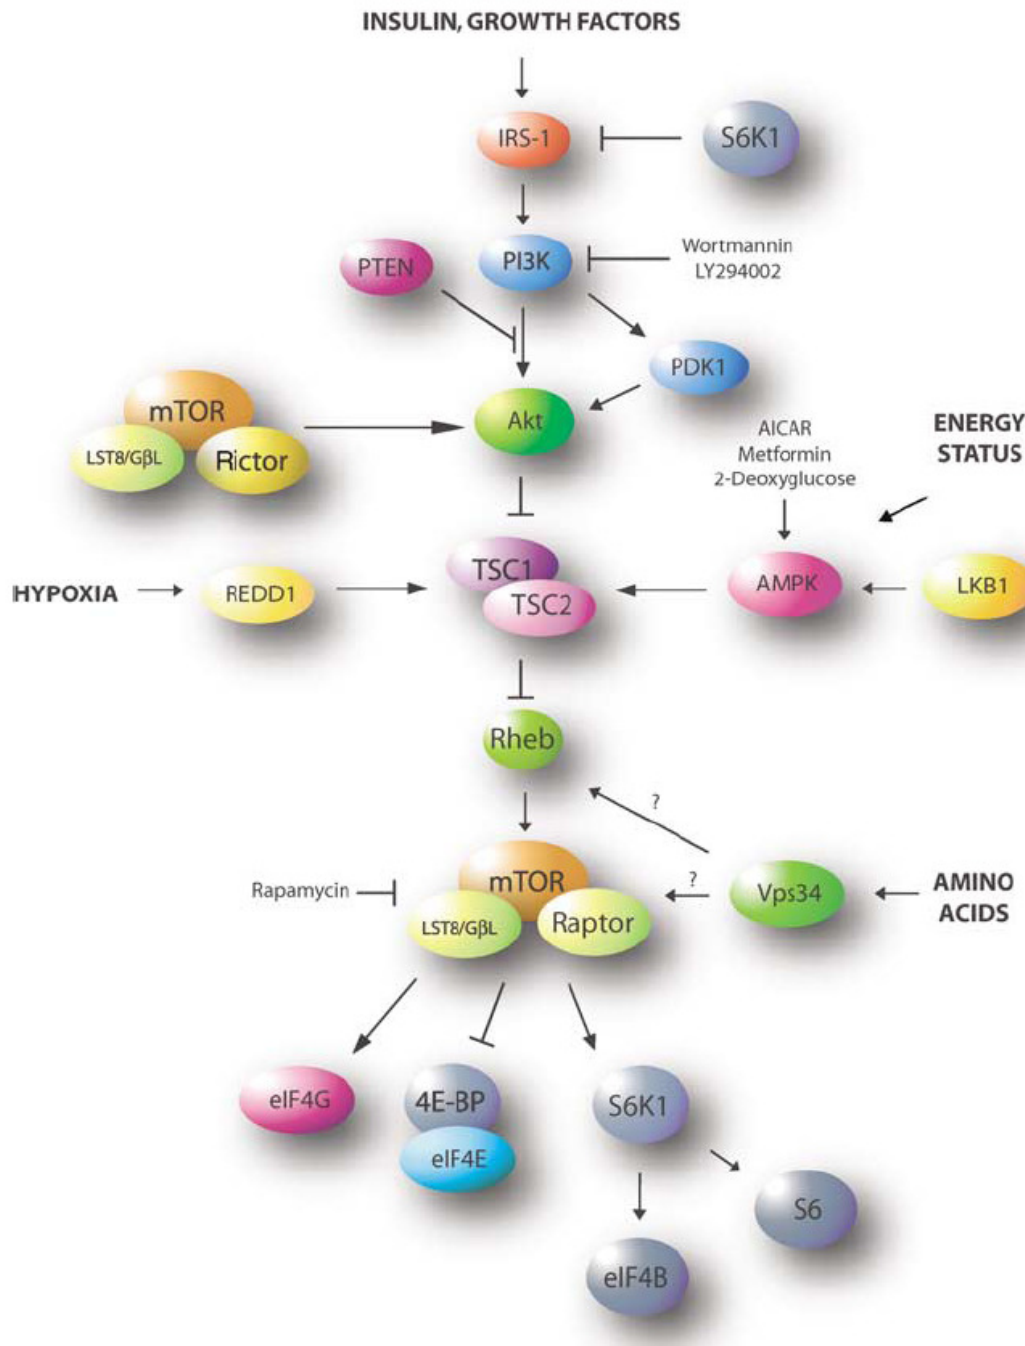 INSULIN, GROWTH FACTORS
IRS-1
S6K1
PTEN
PI3K
Wortmannin
LY294002
PDK1
mTOR
LST8/GβL
Rictor
Akt
AICAR
Metformin
2-Deoxyglucose
ENERGY
STATUS
HYPOXIA
REDD1
TSC1
TSC2
AMPK
LKB1
Rheb
?
Rapamycin
mTOR
LST8/GβL
Raptor
?
Vps34
AMINO
ACIDS
eIF4G
4E-BP
eIF4E
S6K1
S6
eIF4B